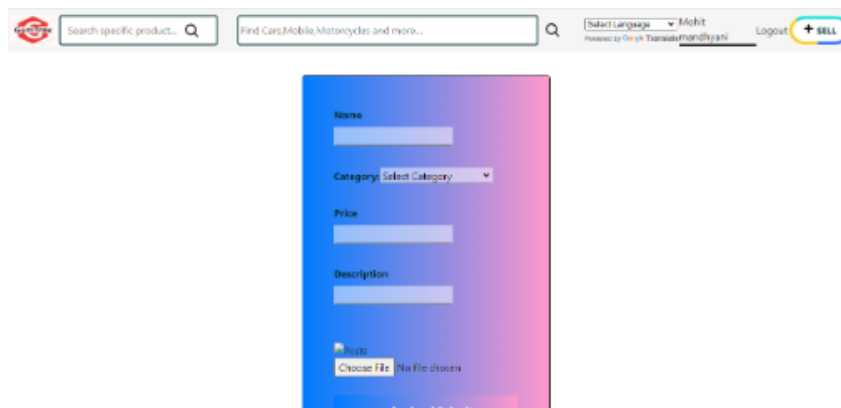 Search specific product...
Find Cars,Mobile,Motorcycles and more...
Select Language
Powered by Google Translate
Mohit
mandhyani
Logout
+ SELL
Name
Category: Select Category
Price
Description
Posts
Choose File No file chosen